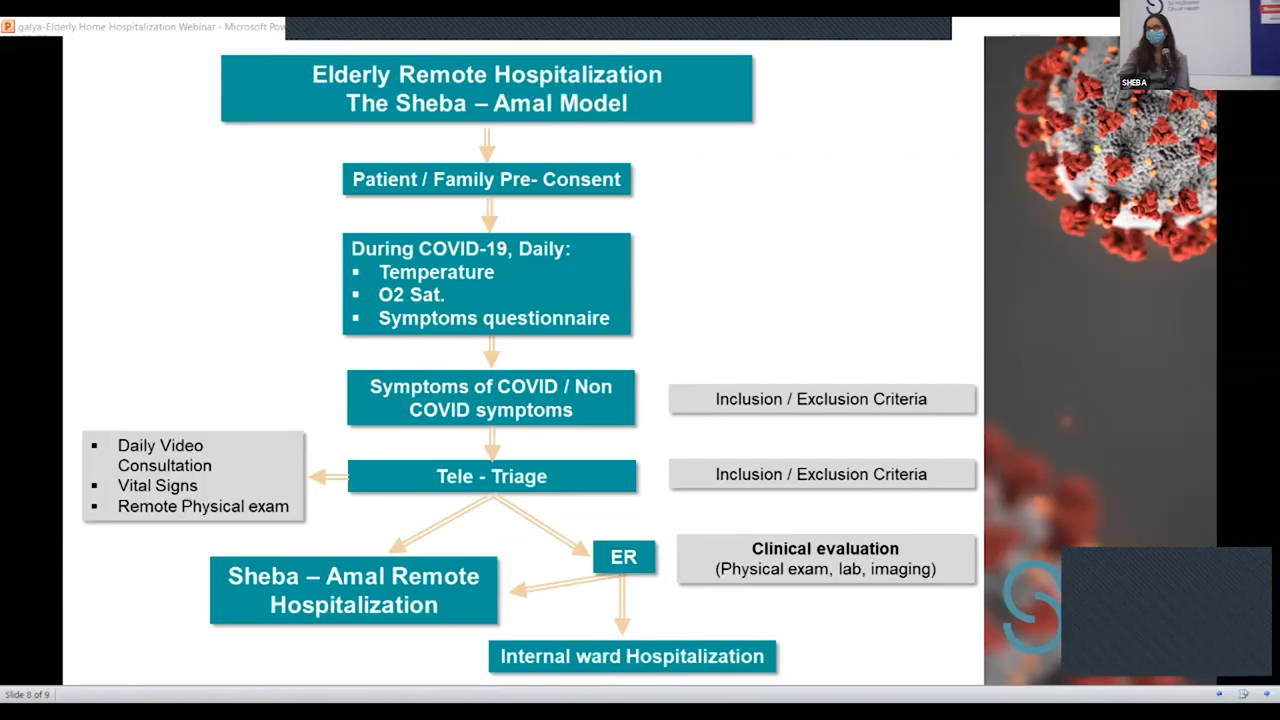 galya-Elderly Home Hospitalization Webinar - Microsoft Pow
City of Health
SHEBA
Elderly Remote Hospitalization
The Sheba – Amal Model
Patient / Family Pre- Consent
During COVID-19, Daily:
▪ Temperature
▪ O2 Sat.
▪ Symptoms questionnaire
Symptoms of COVID / Non
COVID symptoms
Inclusion / Exclusion Criteria
▪ Daily Video
Consultation
▪ Vital Signs
▪ Remote Physical exam
Tele - Triage
Inclusion / Exclusion Criteria
ER
Clinical evaluation
(Physical exam, lab, imaging)
Sheba – Amal Remote
Hospitalization
Internal ward Hospitalization
Slide 8 of 9